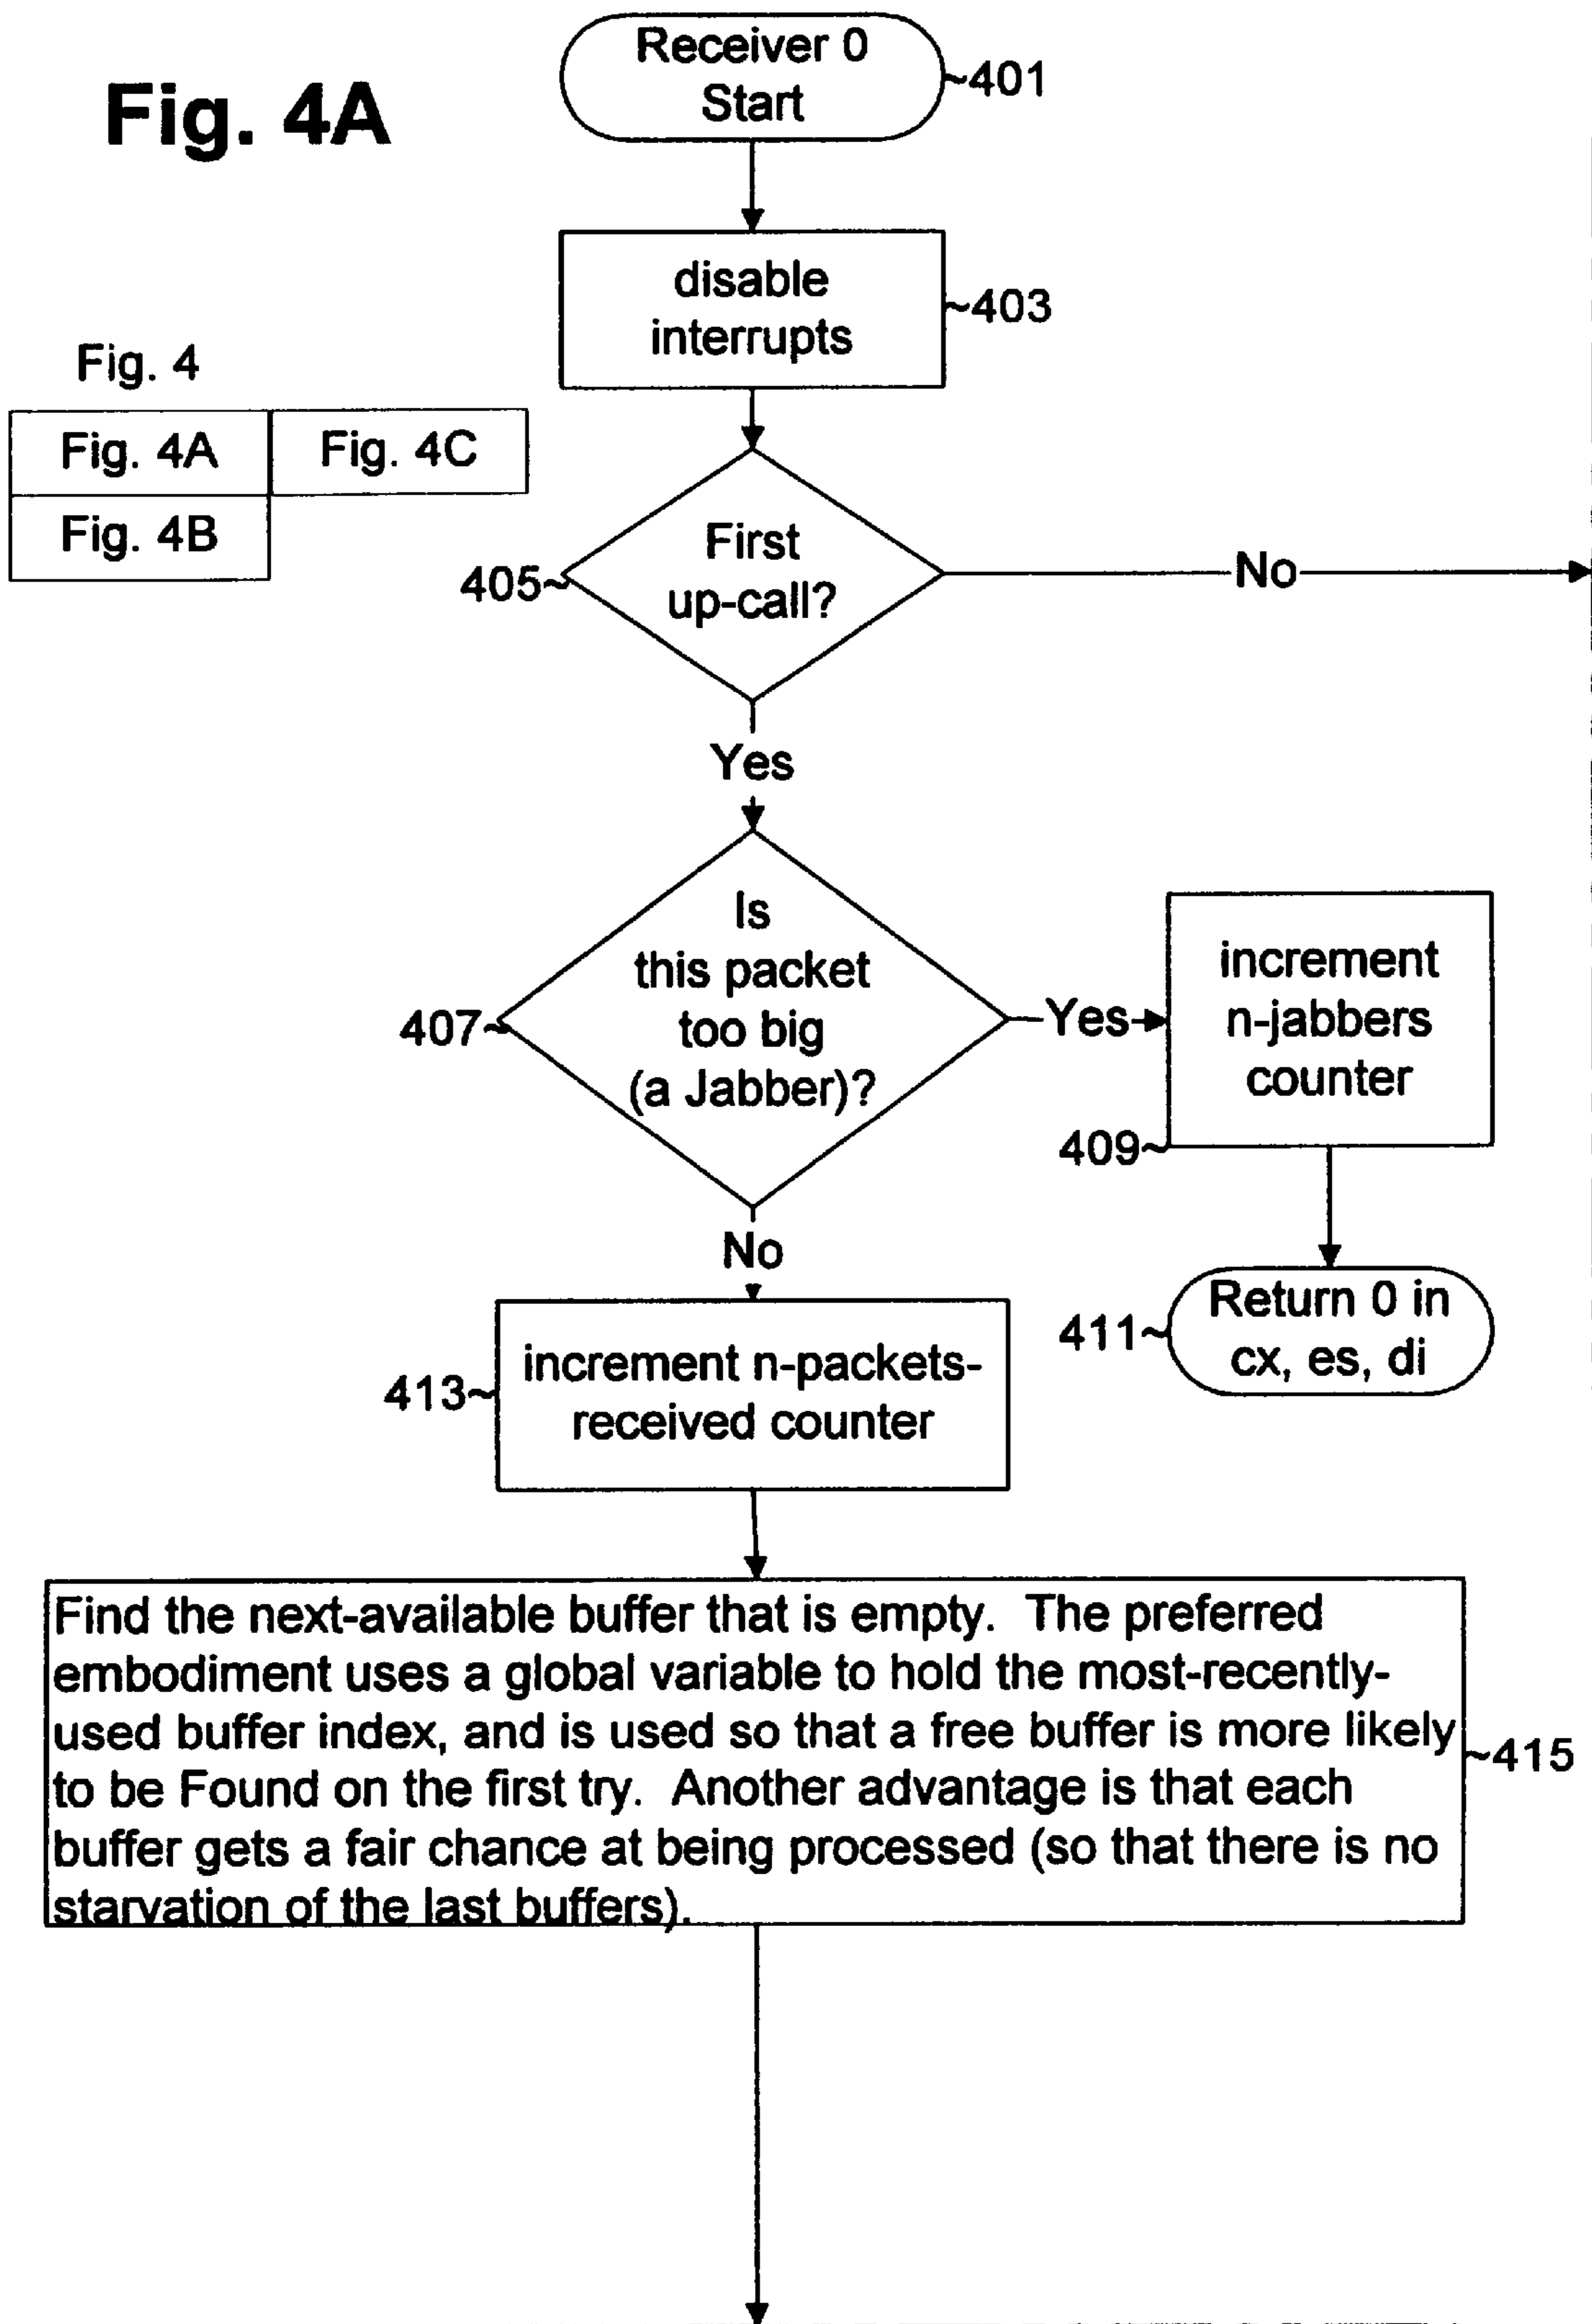 Fig. 4A
Receiver 0
Start
~401
disable
interrupts
~403
Fig. 4
Fig. 4A
Fig. 4C
Fig. 4B
First
up-call?
405~
No
Yes
Is
this packet
too big
(a Jabber)?
407~
Yes
increment
n-jabbers
counter
409~
No
Return 0 in
cx, es, di
411~
increment n-packets-
received counter
413~
Find the next-available buffer that is empty. The preferred
embodiment uses a global variable to hold the most-recently-
used buffer index, and is used so that a free buffer is more likely
to be Found on the first try. Another advantage is that each
buffer gets a fair chance at being processed (so that there is no
starvation of the last buffers).
~415